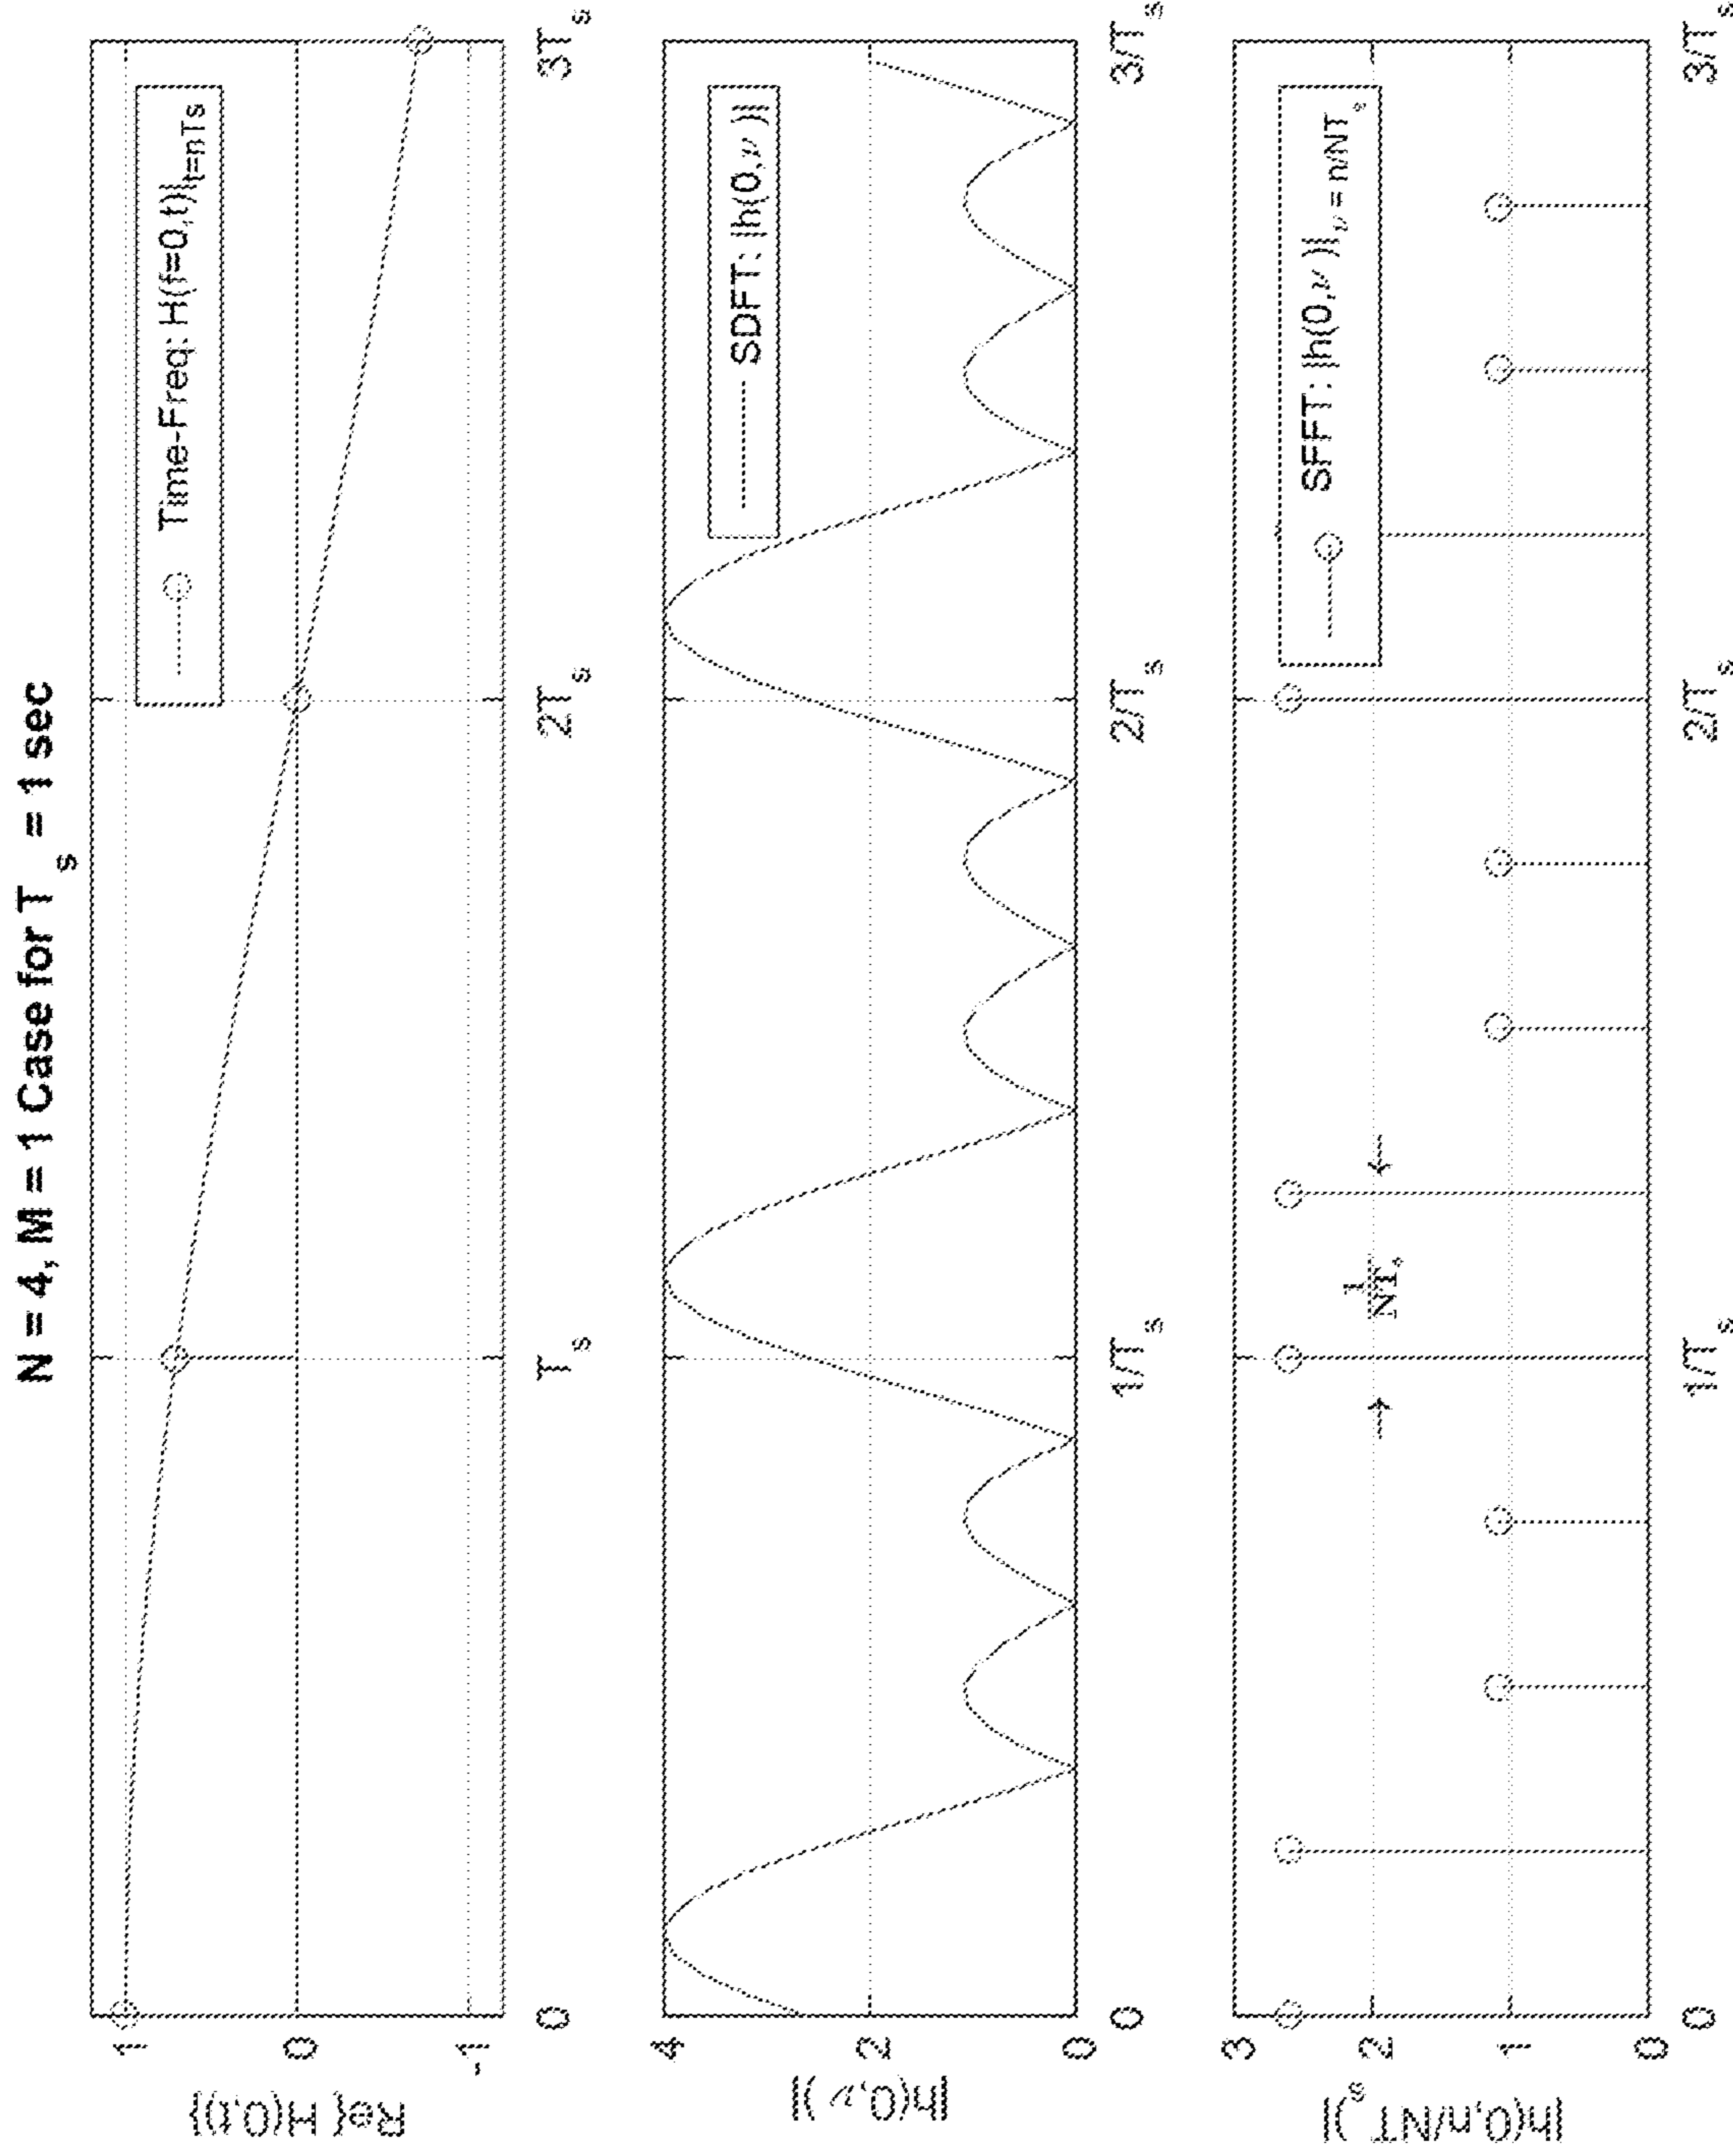 N = 4, M = 1 Case for T_s = 1 sec
Re{ H(0,t)}
1
0
-1
Time-Freq: H(f=0,t)|_t=nTs
0
T_s
2T_s
3T_s
|h(0,ν )|
4
2
0
SDFT: |h(0,ν )|
0
1/T_s
2/T_s
3/T_s
|h(0,n/NT_s)|
3
2
1
0
SFFT: |h(0,ν )|_ν = n/NT_s
1/NT_s
0
1/T_s
2/T_s
3/T_s